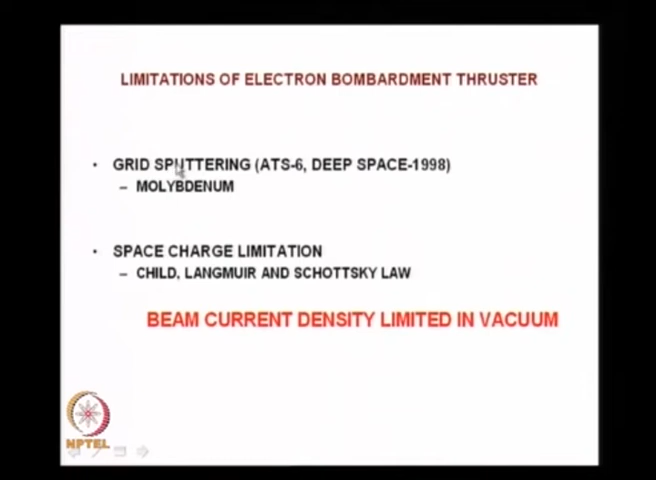 LIMITATIONS OF ELECTRON BOMBARDMENT THRUSTER
• GRID SPUTTERING (ATS-6, DEEP SPACE-1998)
– MOLYBDENUM
• SPACE CHARGE LIMITATION
– CHILD, LANGMUIR AND SCHOTTSKY LAW
BEAM CURRENT DENSITY LIMITED IN VACUUM
NPTEL